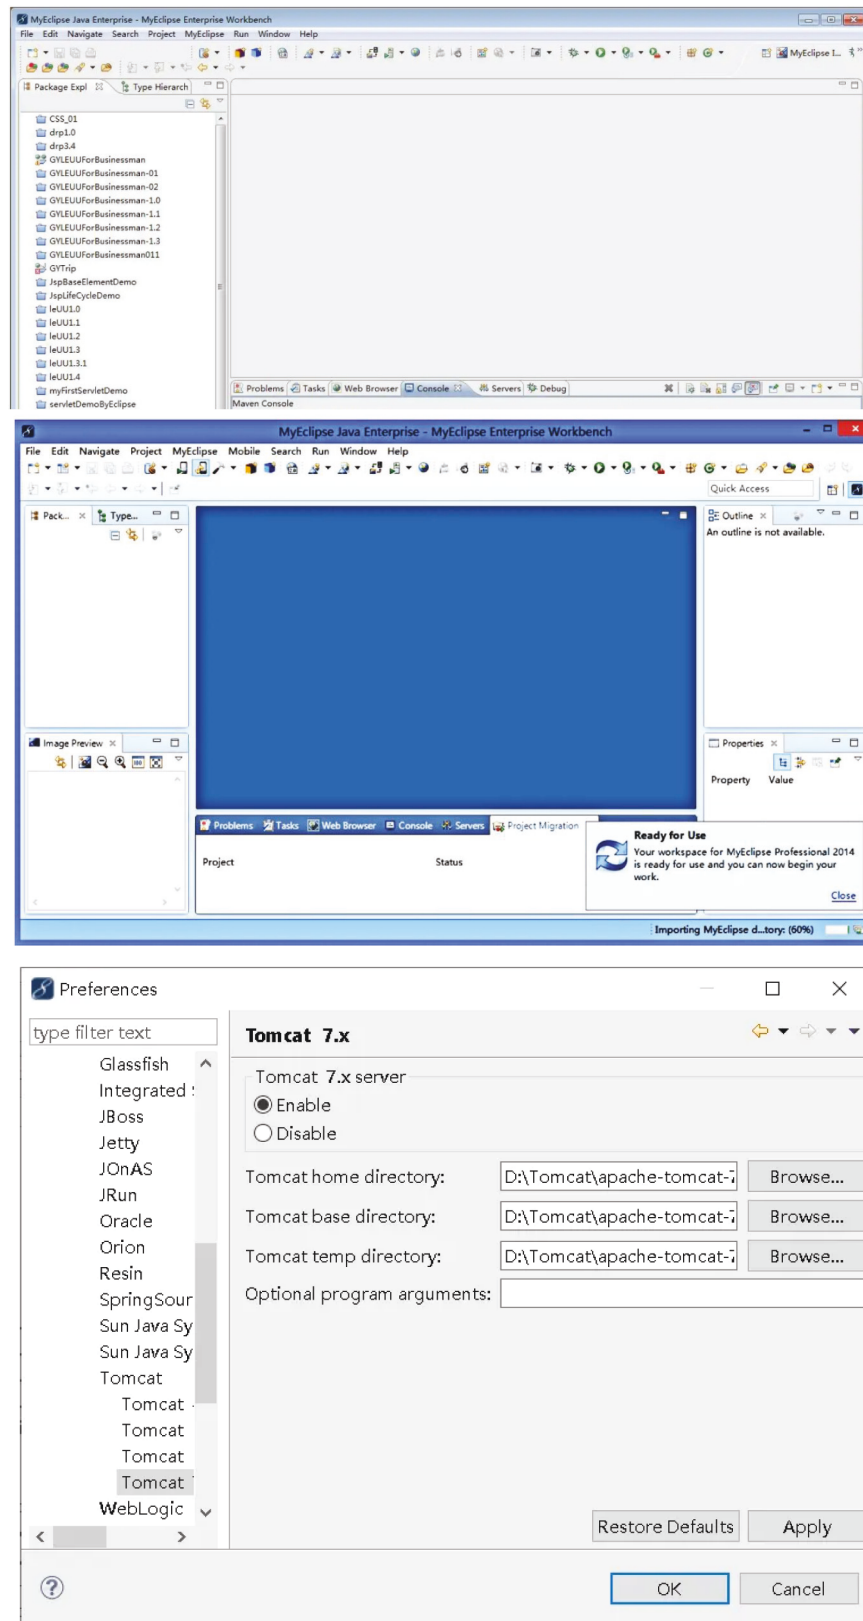 MyEclipse Java Enterprise - MyEclipse Enterprise Workbench
File Edit Navigate Search Project MyEclipse Run Window Help
MyEclipse I...
Package Expl Type Hierarch
CSS_01
drp1.0
drp3.4
GYLEUUForBusinessman
GYLEUUForBusinessman-01
GYLEUUForBusinessman-02
GYLEUUForBusinessman-1.0
GYLEUUForBusinessman-1.1
GYLEUUForBusinessman-1.2
GYLEUUForBusinessman-1.3
GYLEUUForBusinessman011
GYTrip
JspBaseElementDemo
JspLifeCycleDemo
leUU1.0
leUU1.1
leUU1.2
leUU1.3
leUU1.3.1
leUU1.4
myFirstServletDemo
servletDemoByEclipse
Problems Tasks Web Browser Console Servers Debug
Maven Console
MyEclipse Java Enterprise - MyEclipse Enterprise Workbench
File Edit Navigate Project MyEclipse Mobile Search Run Window Help
Quick Access
Pack... Type...
Outline
An outline is not available.
Image Preview
Properties
Property Value
Problems Tasks Web Browser Console Servers Project Migration
Project Status
Ready for Use
Your workspace for MyEclipse Professional 2014
is ready for use and you can now begin your
work.
Close
Importing MyEclipse d...tory: (60%)
Preferences
type filter text
Glassfish
Integrated
JBoss
Jetty
JOnAS
JRun
Oracle
Orion
Resin
SpringSour
Sun Java Sy
Sun Java Sy
Tomcat
Tomcat
Tomcat
Tomcat
Tomcat
WebLogic
Tomcat 7.x
Tomcat 7.x server
Enable
Disable
Tomcat home directory: D:\Tomcat\apache-tomcat-7 Browse...
Tomcat base directory: D:\Tomcat\apache-tomcat-7 Browse...
Tomcat temp directory: D:\Tomcat\apache-tomcat-7 Browse...
Optional program arguments:
Restore Defaults Apply
OK Cancel